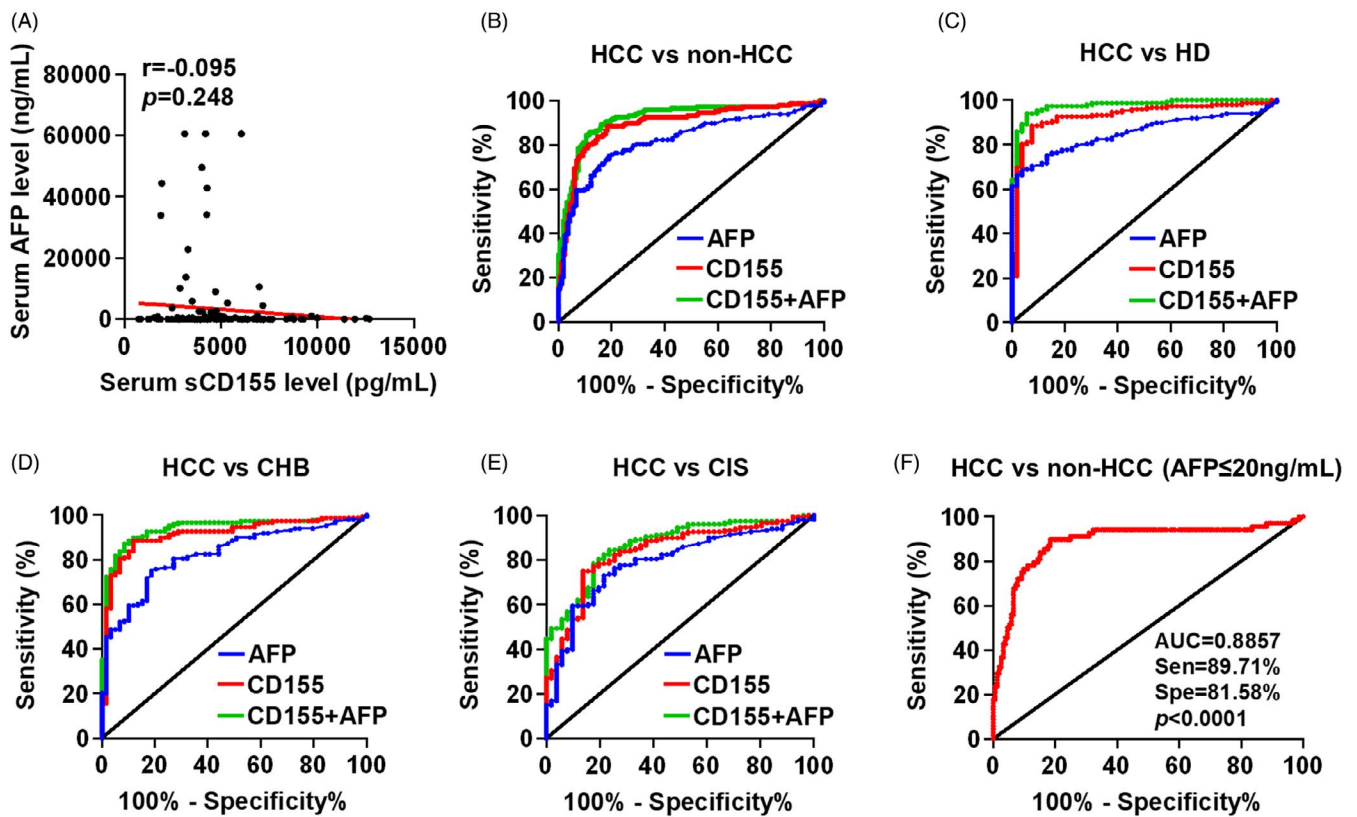 (A)
r=-0.095
p=0.248
Serum AFP level (ng/mL)
80000
60000
40000
20000
0
0 5000 10000 15000
Serum sCD155 level (pg/mL)
(B)
HCC vs non-HCC
Sensitivity (%)
100
80
60
40
20
0
AFP
CD155
CD155+AFP
0 20 40 60 80 100
100% - Specificity%
(C)
HCC vs HD
Sensitivity (%)
100
80
60
40
20
0
AFP
CD155
CD155+AFP
0 20 40 60 80 100
100% - Specificity%
(D)
HCC vs CHB
Sensitivity (%)
100
80
60
40
20
0
AFP
CD155
CD155+AFP
0 20 40 60 80 100
100% - Specificity%
(E)
HCC vs CIS
Sensitivity (%)
100
80
60
40
20
0
AFP
CD155
CD155+AFP
0 20 40 60 80 100
100% - Specificity%
(F)
HCC vs non-HCC (AFP≤20ng/mL)
Sensitivity (%)
100
80
60
40
20
0
AUC=0.8857
Sen=89.71%
Spe=81.58%
p<0.0001
0 20 40 60 80 100
100% - Specificity%